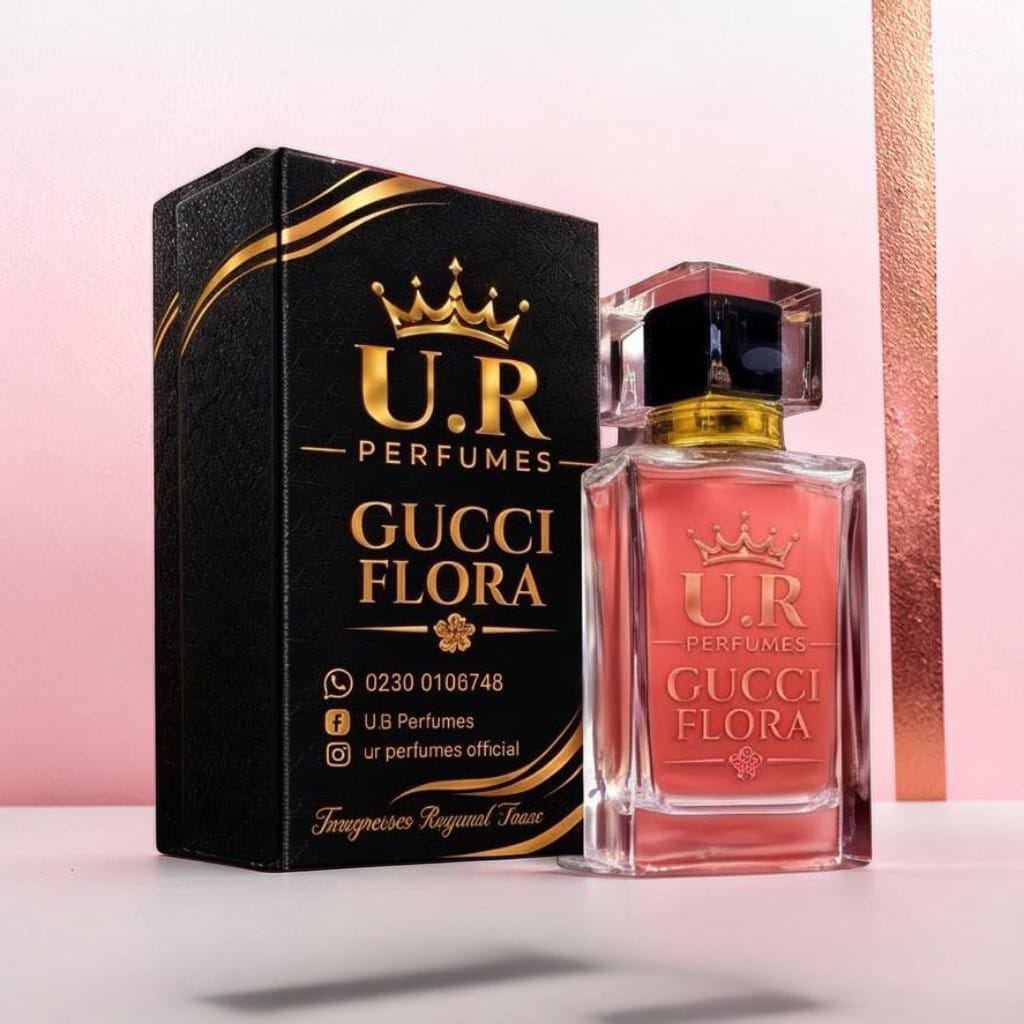 U.R
PERFUMES
GUCCI
FLORA
0230 0106748
U.B Perfumes
ur perfumes official
U.R
PERFUMES
GUCCI
FLORA